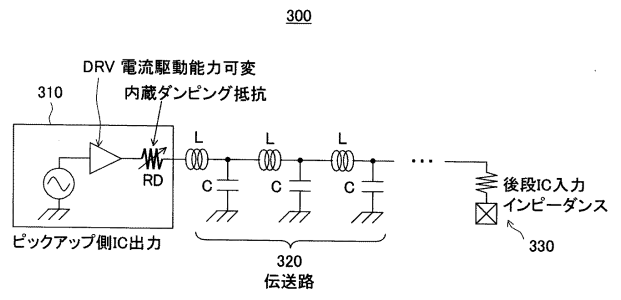 300
DRV 電流駆動能力可変
310
内蔵ダンピング抵抗
L
L
L
RD
C
C
C
...
後段IC入力
インピーダンス
ピックアップ側IC出力
320
330
伝送路